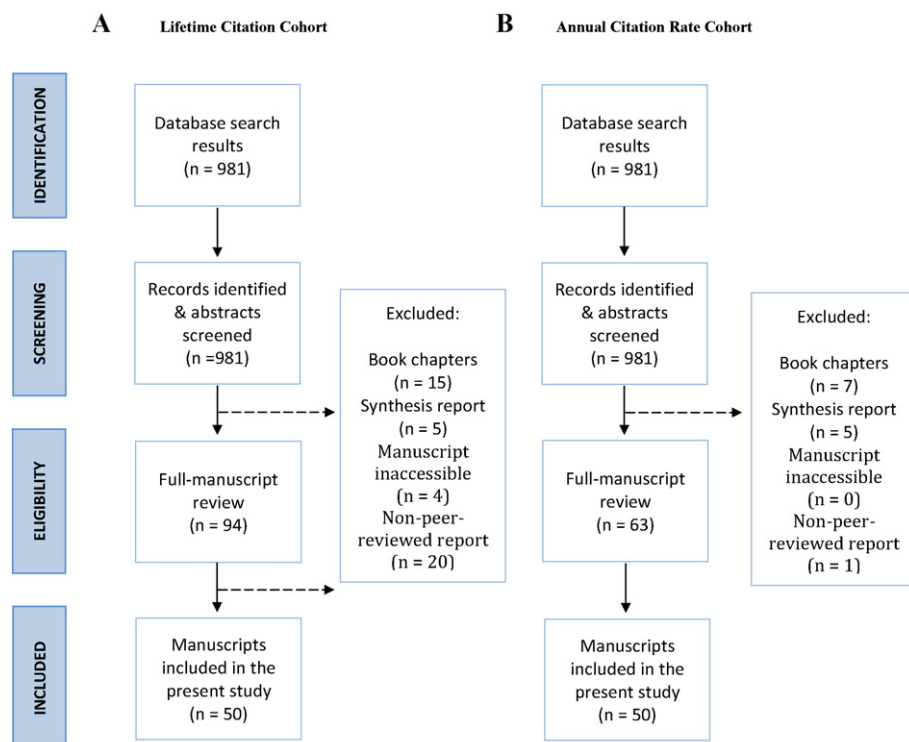 A
Lifetime Citation Cohort
B
Annual Citation Rate Cohort
IDENTIFICATION
Database search
results
(n = 981)
Database search
results
(n = 981)
SCREENING
Records identified
& abstracts
screened
(n =981)
Excluded:
Book chapters
(n = 15)
Synthesis report
(n = 5)
Manuscript
inaccessible
(n = 4)
Non-peer-
reviewed report
(n = 20)
Records identified
& abstracts
screened
(n = 981)
Excluded:
Book chapters
(n = 7)
Synthesis report
(n = 5)
Manuscript
inaccessible
(n = 0)
Non-peer-
reviewed report
(n = 1)
ELIGIBILITY
Full-manuscript
review
(n = 94)
Full-manuscript
review
(n = 63)
INCLUDED
Manuscripts
included in the
present study
(n = 50)
Manuscripts
included in the
present study
(n = 50)